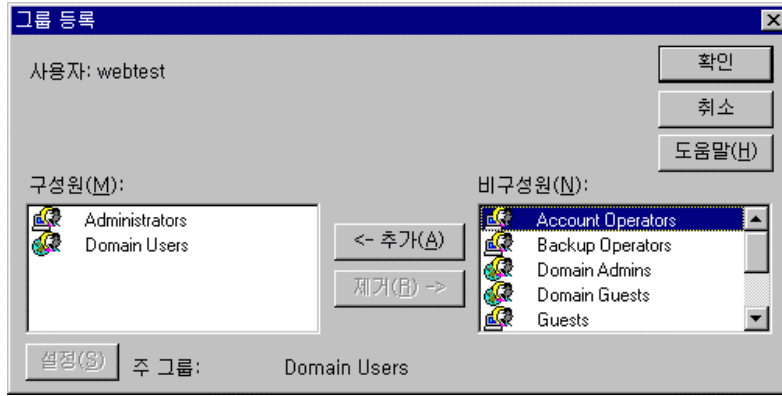 그룹 등록
사용자: webtest
확인
취소
도움말(H)
구성원(M):
Administrators
Domain Users
<- 추가(A)
제거(R) ->
비구성원(N):
Account Operators
Backup Operators
Domain Admins
Domain Guests
Guests
설정(S)
주 그룹: Domain Users